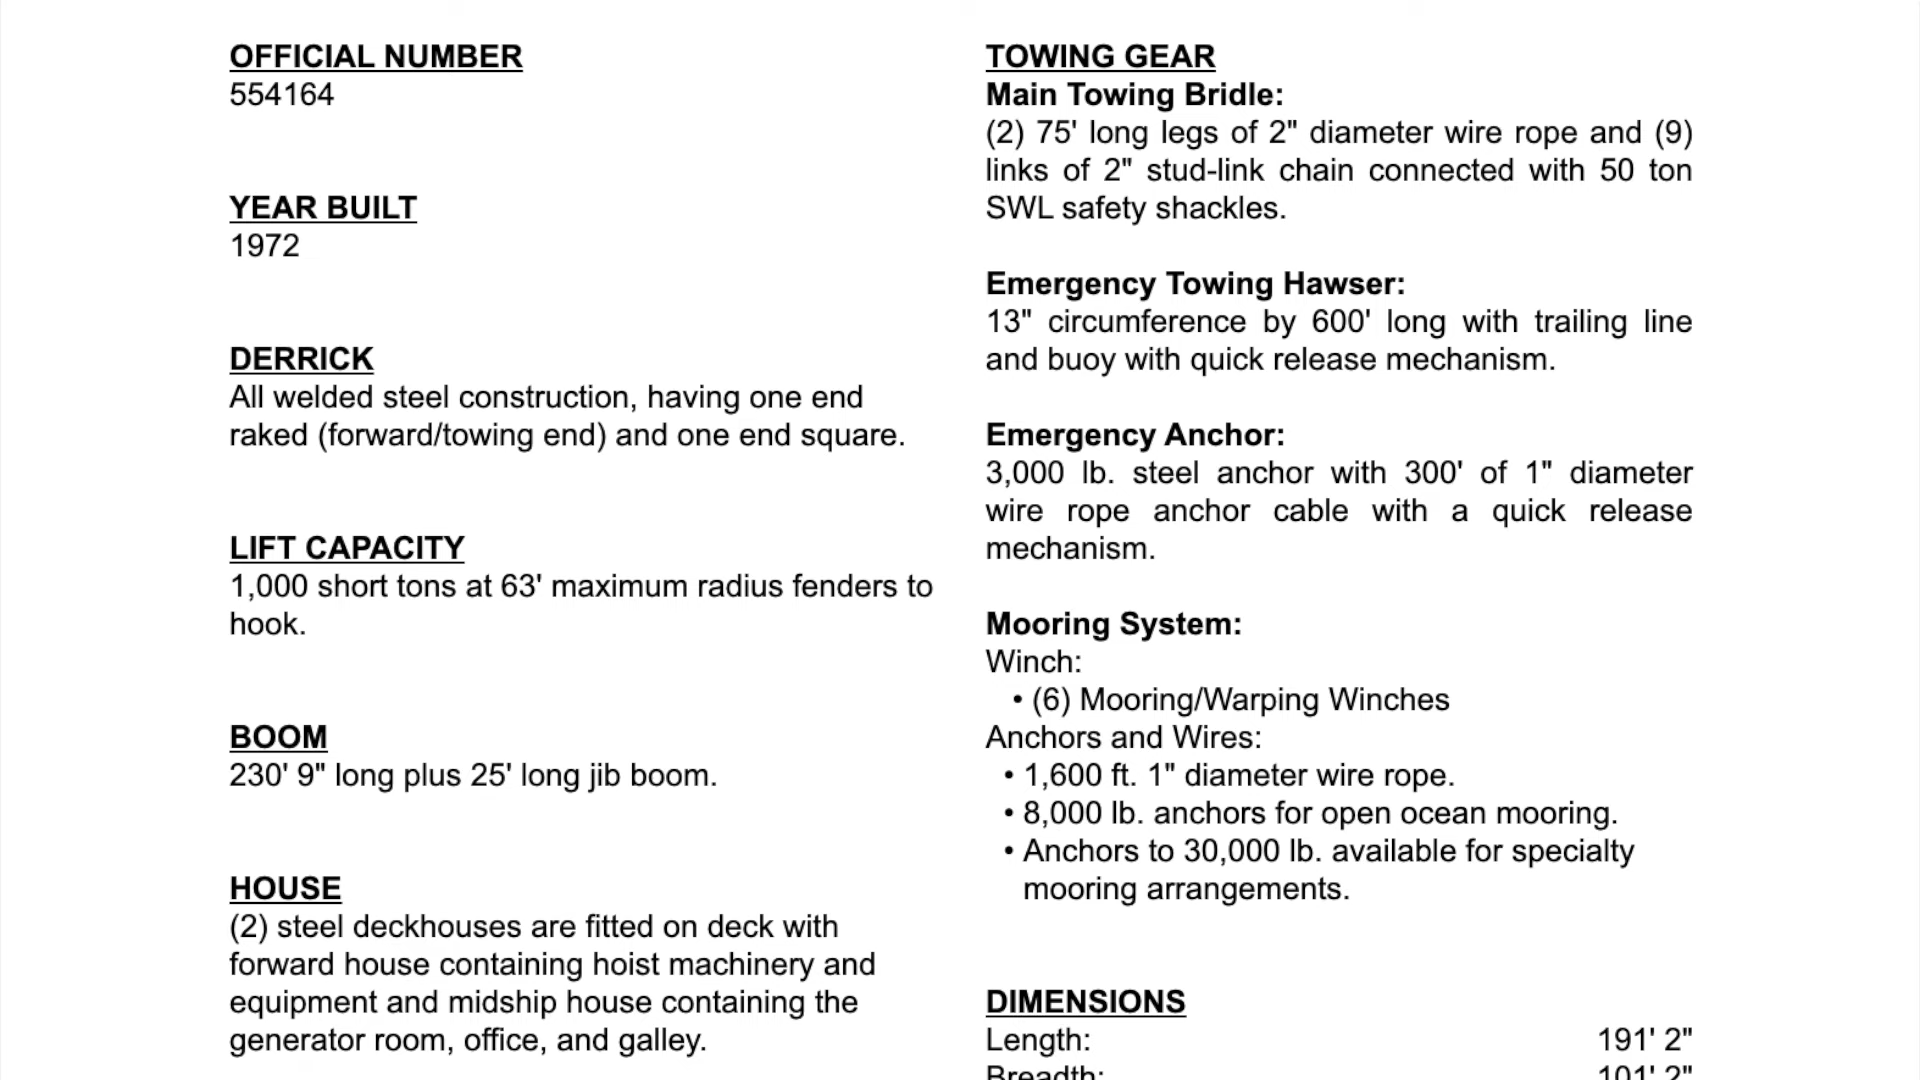 OFFICIAL NUMBER
554164
YEAR BUILT
1972
DERRICK
All welded steel construction, having one end
raked (forward/towing end) and one end square.
LIFT CAPACITY
1,000 short tons at 63' maximum radius fenders to
hook.
BOOM
230' 9" long plus 25' long jib boom.
HOUSE
(2) steel deckhouses are fitted on deck with
forward house containing hoist machinery and
equipment and midship house containing the
generator room, office, and galley.
TOWING GEAR
Main Towing Bridle:
(2) 75' long legs of 2" diameter wire rope and (9)
links of 2" stud-link chain connected with 50 ton
SWL safety shackles.
Emergency Towing Hawser:
13" circumference by 600' long with trailing line
and buoy with quick release mechanism.
Emergency Anchor:
3,000 lb. steel anchor with 300' of 1" diameter
wire rope anchor cable with a quick release
mechanism.
Mooring System:
Winch:
• (6) Mooring/Warping Winches
Anchors and Wires:
• 1,600 ft. 1" diameter wire rope.
• 8,000 lb. anchors for open ocean mooring.
• Anchors to 30,000 lb. available for specialty
mooring arrangements.
DIMENSIONS
Length: 191' 2"
Breadth: 101' 2"